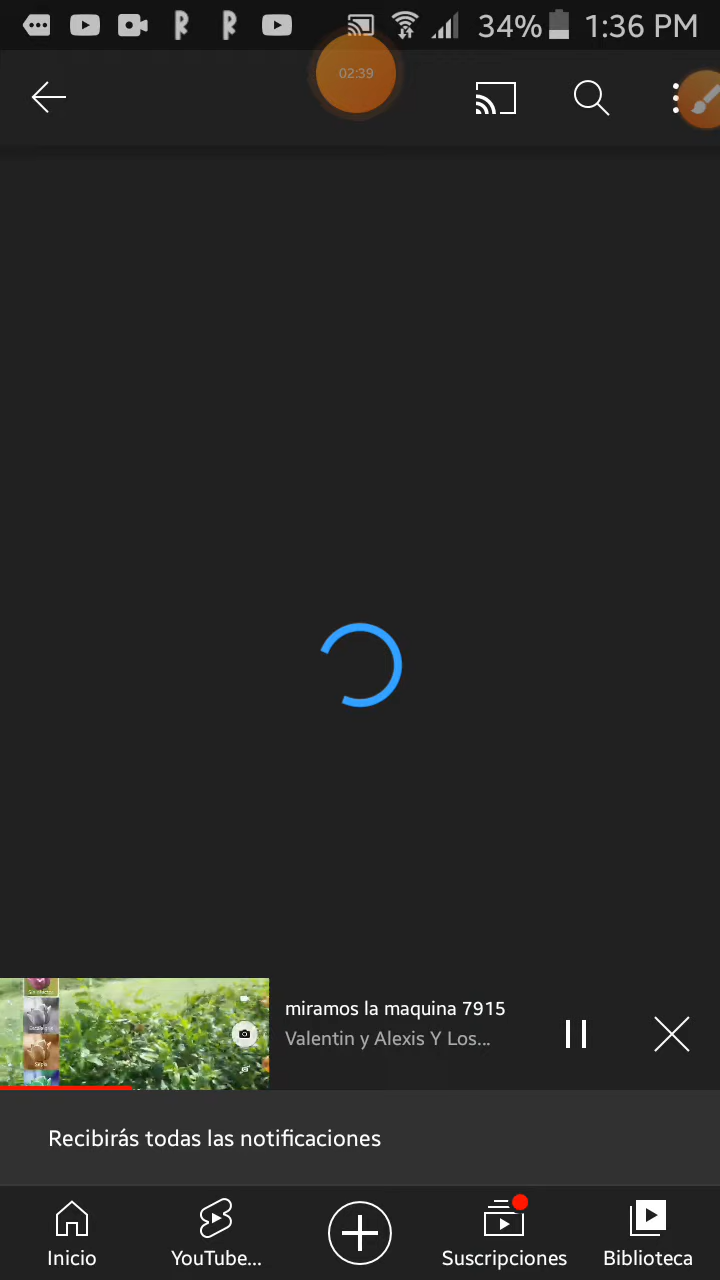 34% 1:36 PM
02:39
miramos la maquina 7915
Valentin y Alexis Y Los...
Recibirás todas las notificaciones
Inicio
YouTube...
Suscripciones
Biblioteca